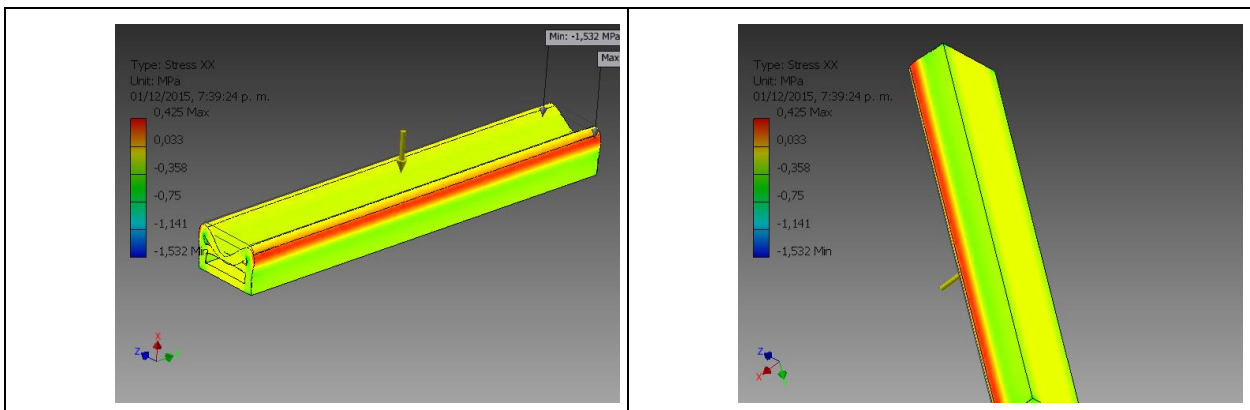 Min: -1,532 MPa
Max
Type: Stress XX
Unit: MPa
01/12/2015, 7:39:24 p. m.
0,425 Max
0,033
-0,358
-0,75
-1,141
-1,532 Min
Z
X
Type: Stress XX
Unit: MPa
01/12/2015, 7:39:24 p. m.
0,425 Max
0,033
-0,358
-0,75
-1,141
-1,532 Min
Z
X